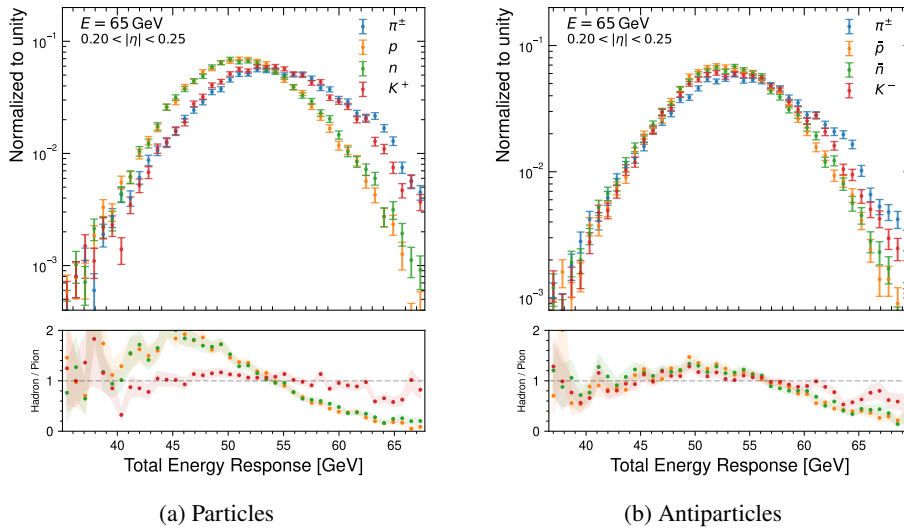 E = 65 GeV
0.20 < |η| < 0.25
π±
p
n
K+
Normalized to unity
10⁻¹
10⁻²
10⁻³
Hadron / Pion
2
1
0
40 45 50 55 60 65
Total Energy Response [GeV]
(a) Particles
E = 65 GeV
0.20 < |η| < 0.25
π±
p̄
n̄
K−
Normalized to unity
10⁻¹
10⁻²
10⁻³
Hadron / Pion
2
1
0
40 45 50 55 60 65
Total Energy Response [GeV]
(b) Antiparticles